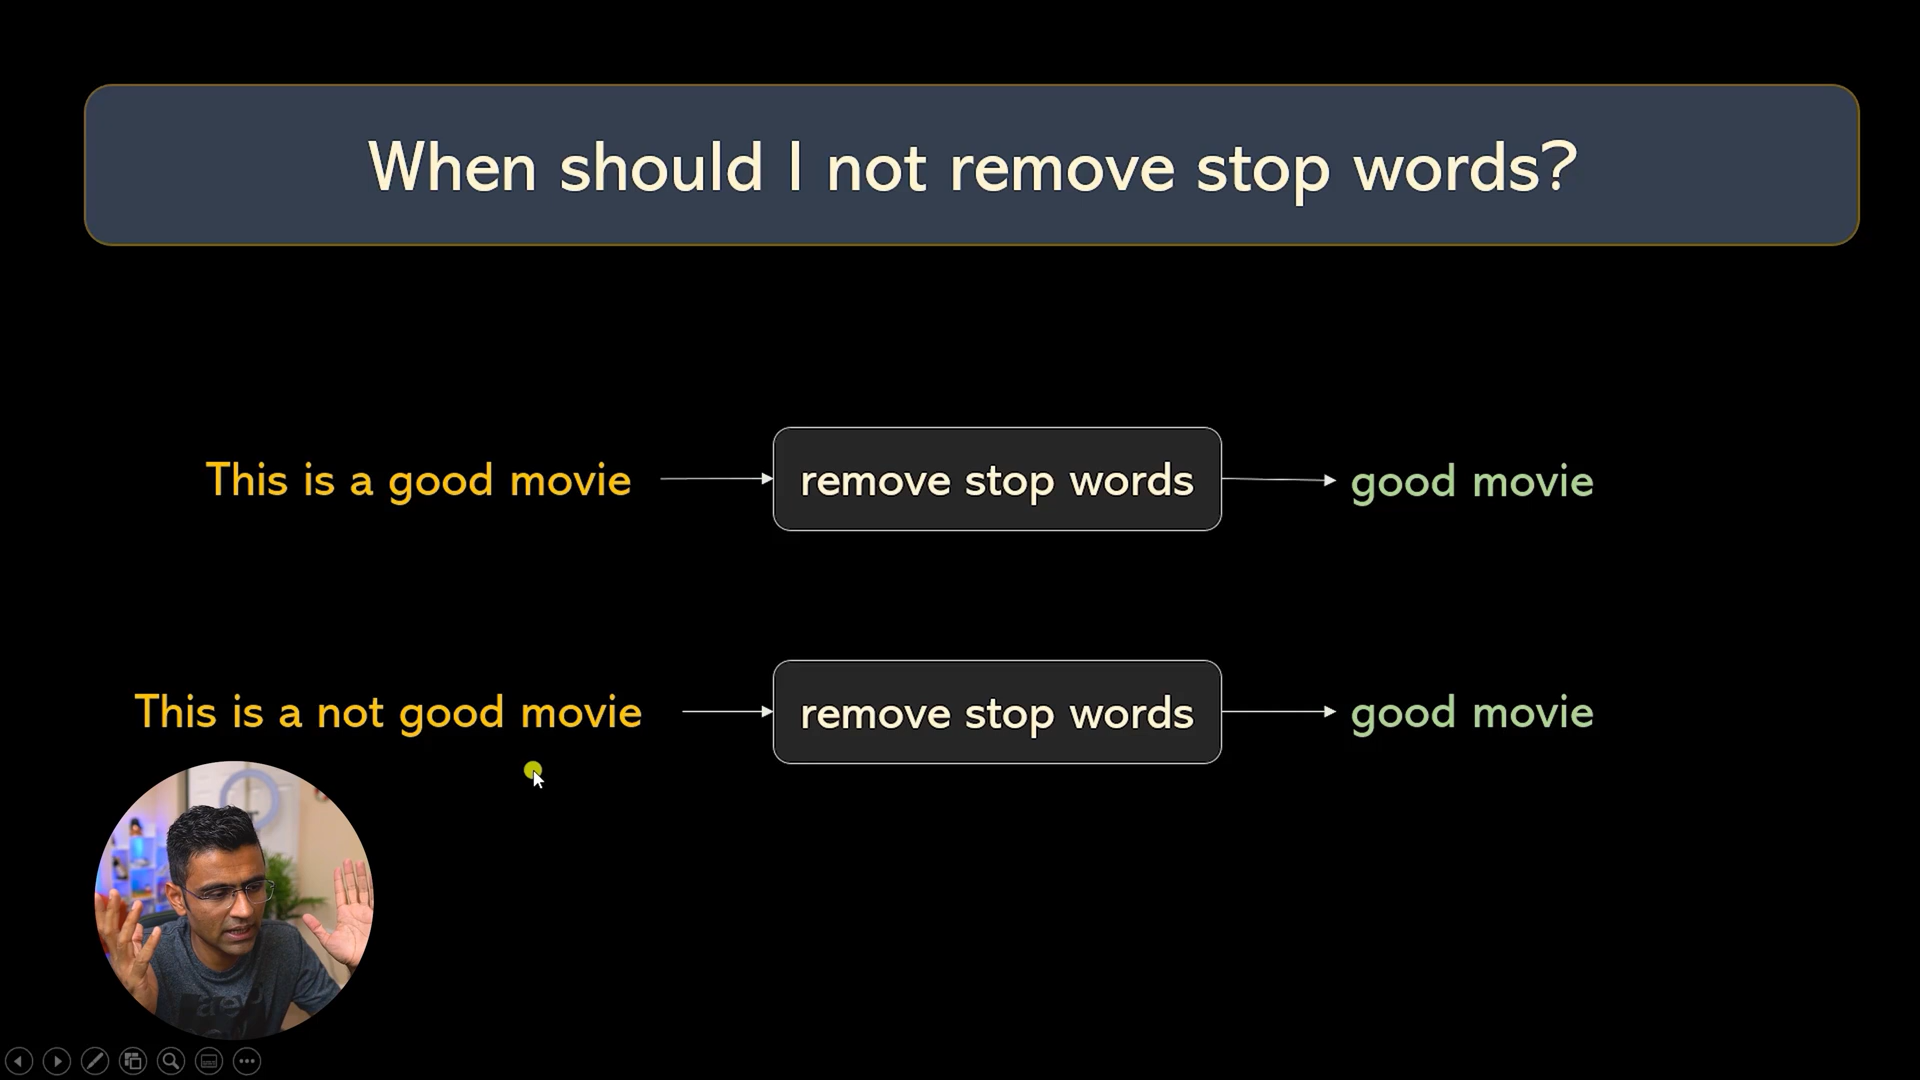 When should I not remove stop words?
This is a good movie
remove stop words
good movie
This is a not good movie
remove stop words
good movie